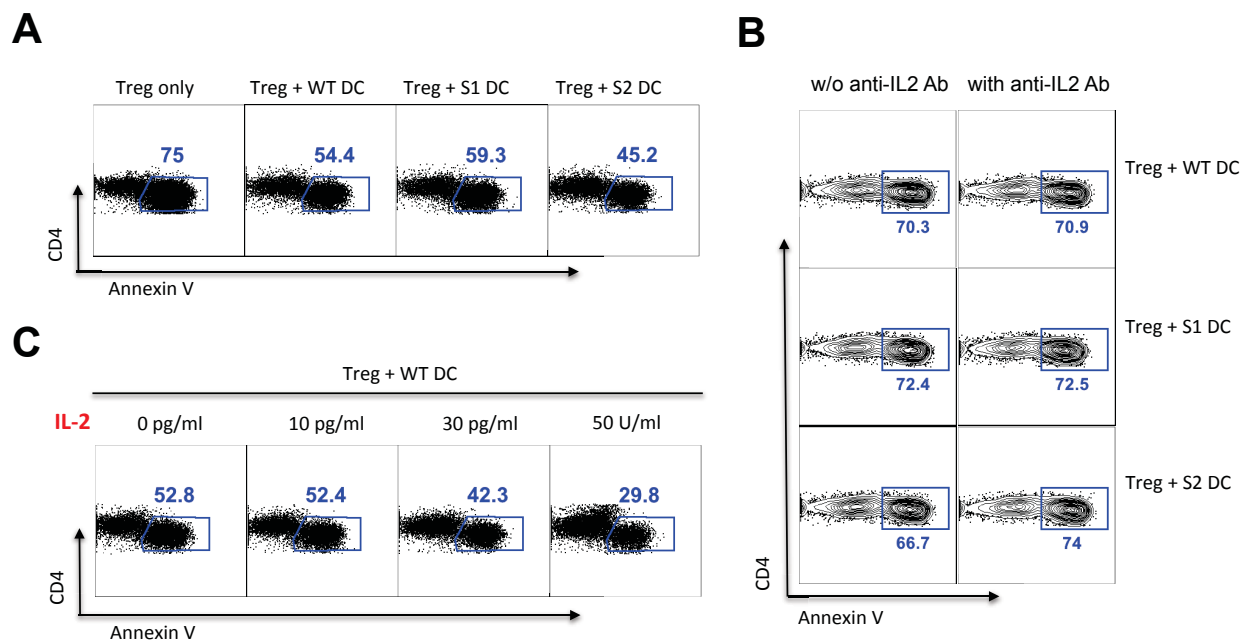 A
Treg only Treg + WT DC Treg + S1 DC Treg + S2 DC
75 54.4 59.3 45.2
CD4
Annexin V
B
w/o anti-IL2 Ab with anti-IL2 Ab
Treg + WT DC
70.3 70.9
Treg + S1 DC
72.4 72.5
Treg + S2 DC
66.7 74
CD4
Annexin V
C
Treg + WT DC
IL-2 0 pg/ml 10 pg/ml 30 pg/ml 50 U/ml
52.8 52.4 42.3 29.8
CD4
Annexin V